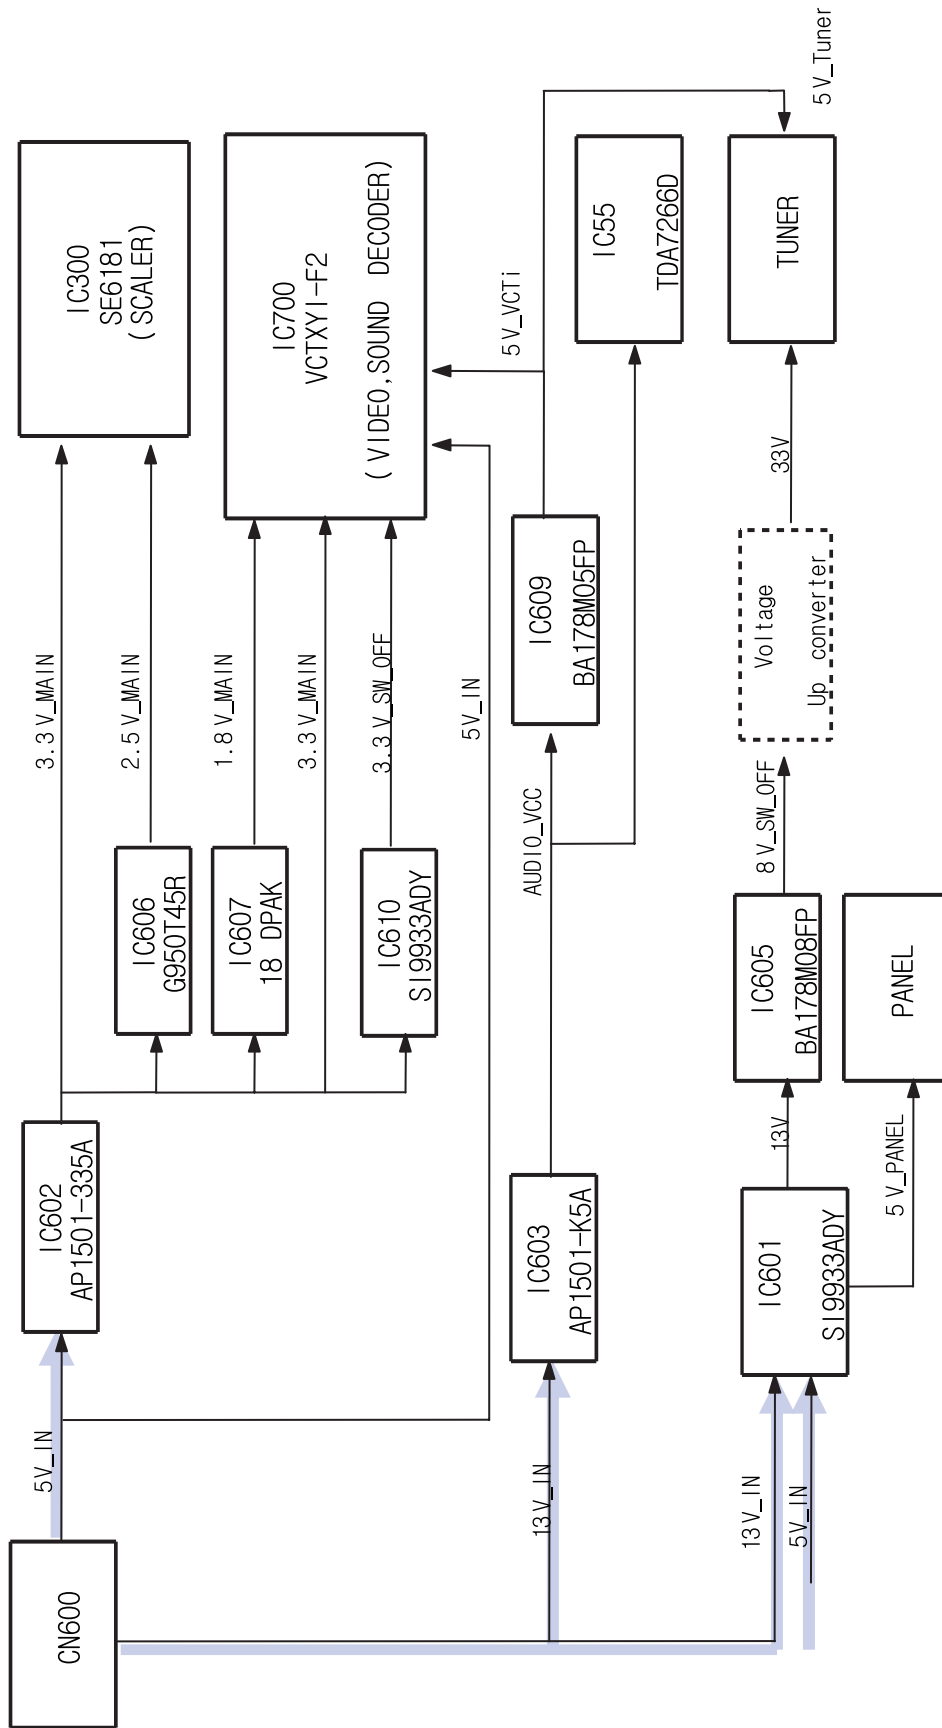 CN600
5V_IN
IC602
AP1501-335A
3.3V_MAIN
IC300
SE6181
(SCALER)
IC606
G950T45R
2.5V_MAIN
IC607
18 DPAK
1.8V_MAIN
3.3V_MAIN
IC610
SI9933ADY
3.3V_SW_OFF
IC700
VCTXYI-F2
(VIDEO,SOUND DECODER)
5V_IN
13V_IN
IC603
AP1501-K5A
AUDIO_VCC
IC609
BA178M05FP
5V_VCTi
IC55
TDA7266D
5V_Tuner
13V_IN
5V_IN
IC601
SI9933ADY
13V
IC605
BA178M08FP
8V_SW_OFF
Voltage
Up converter
33V
TUNER
5V_PANEL
PANEL